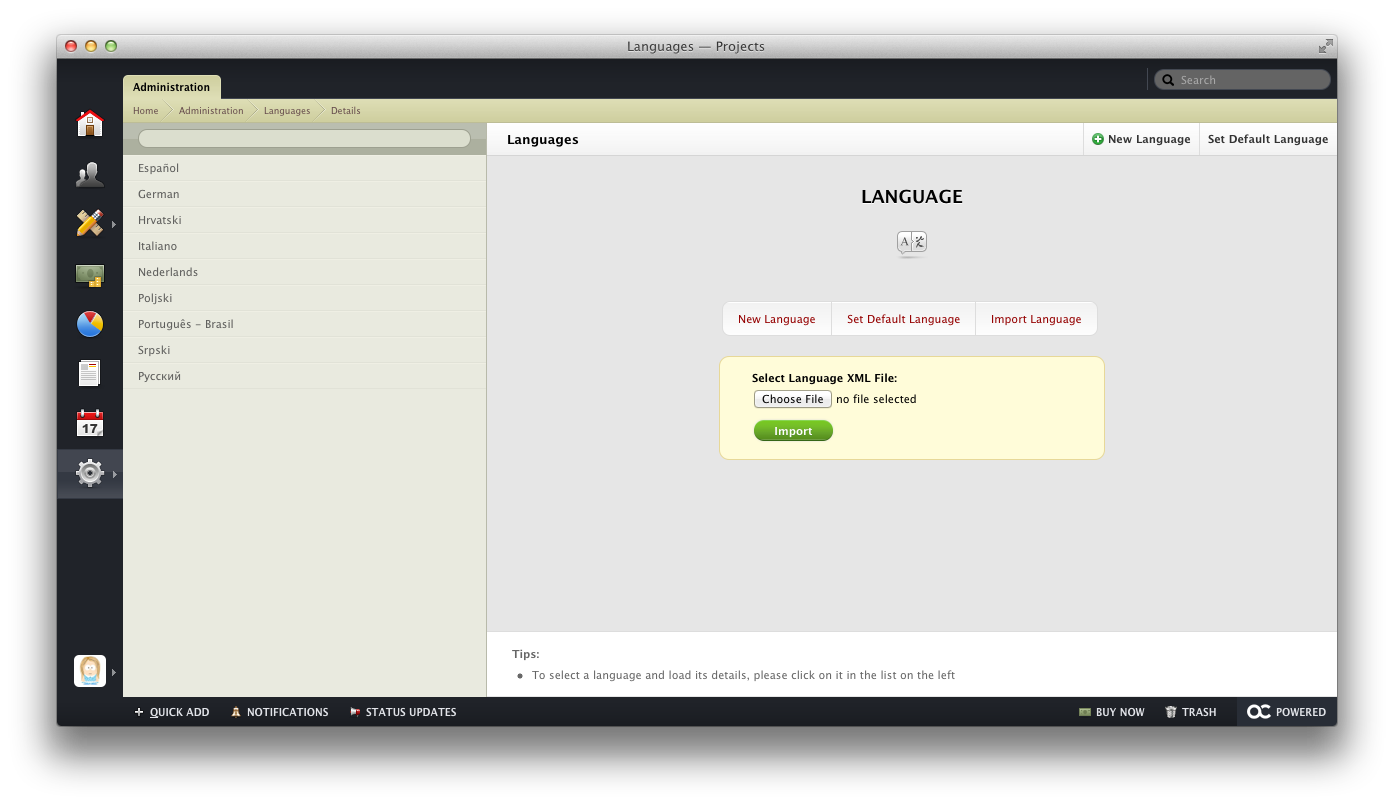 Languages — Projects
Administration
Search
Home Administration Languages Details
Languages
New Language
Set Default Language
Español
German
Hrvatski
Italiano
Nederlands
Poljski
Português - Brasil
Srpski
Русский
LANGUAGE
A
New Language Set Default Language Import Language
Select Language XML File:
Choose File no file selected
Import
17
Tips:
• To select a language and load its details, please click on it in the list on the left
+ QUICK ADD NOTIFICATIONS STATUS UPDATES
BUY NOW TRASH POWERED